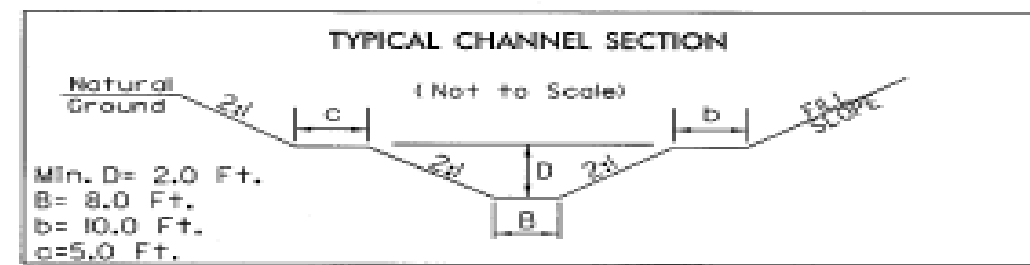 TYPICAL CHANNEL SECTION
Natural
Ground
(Not to Scale)
2:1
c
b
2:1
D
2:1
SLOPE
Min. D= 2.0 Ft.
B= 8.0 Ft.
b= 10.0 Ft.
c=5.0 Ft.
B